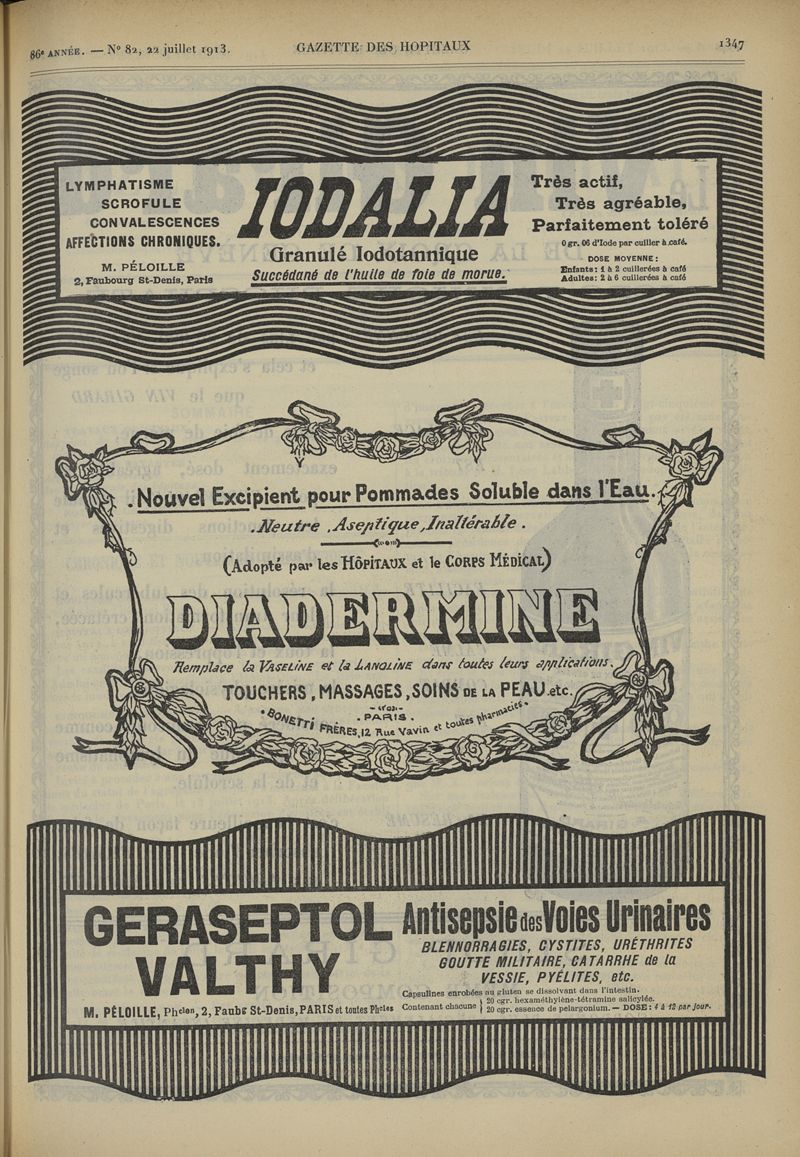 86e ANNÉE. — No 82, 22 juillet 1913.
GAZETTE DES HOPITAUX
1347
LYMPHATISME
SCROFULE
CONVALESCENCES
AFFECTIONS CHRONIQUES.
M. PÉLOILLE
2, Faubourg St-Denis, Paris
IODALIA
Granulé Iodotannique
Succédané de l'huile de foie de morue.
Très actif,
Très agréable,
Parfaitement toléré
0 gr. 06 d'Iode par cuiller à café.
DOSE MOYENNE :
Enfants : 1 à 2 cuillerées à café
Adultes : 2 à 6 cuillerées à café
.Nouvel Excipient pour Pommades Soluble dans l'Eau.
.Neutre .Aseptique, Inaltérable .
(Adopté par les HÔPITAUX et le CORPS MÉDICAL)
DIADERMINE
Remplace la VASELINE et la LANOLINE dans toutes leurs applications.
TOUCHERS, MASSAGES, SOINS DE LA PEAU.etc.
. PARIS .
• BONETTI FRÈRES, 12 Rue Vavin et toutes pharmacies.
GERASEPTOL
VALTHY
M. PÉLOILLE, Phcien, 2, Faubg St-Denis, PARIS et toutes Phcies
Antisepsie des Voies Urinaires
BLENNORRAGIES, CYSTITES, URÉTHRITES
GOUTTE MILITAIRE, CATARRHE de la
VESSIE, PYÉLITES, etc.
Capsulines enrobées au gluten se dissolvant dans l'intestin.
Contenant chacune { 20 cgr. hexaméthylène-tétramine salicylée.
20 cgr. essence de pelargonium. — DOSE : 4 à 12 par jour.